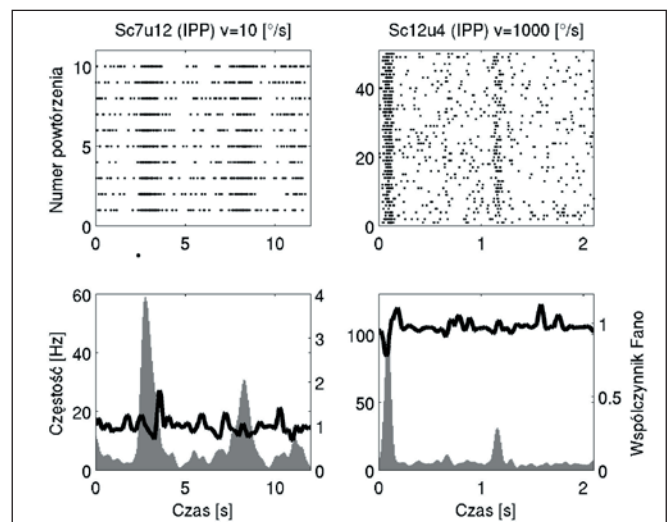 Sc7u12 (IPP) v=10 [°/s]
Sc12u4 (IPP) v=1000 [°/s]
Numer powtórzenia
10
5
0
0 5 10
40
20
0
0 1 2
Częstość [Hz]
60
40
20
0
4
3
2
1
0
0 5 10
Czas [s]
100
50
0
1
0.5
0
0 1 2
Czas [s]
Współczynnik Fano